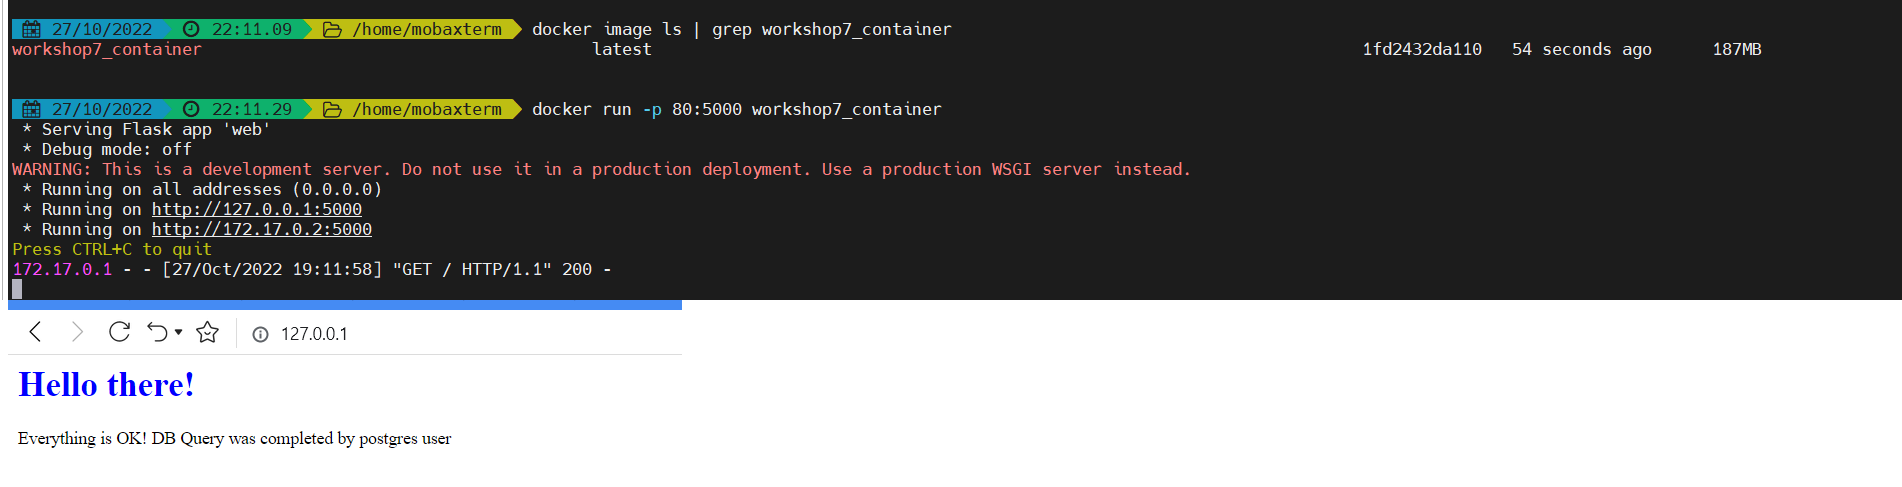 27/10/2022 22:11.09 /home/mobaxterm docker image ls | grep workshop7_container
workshop7_container latest 1fd2432da110 54 seconds ago 187MB
27/10/2022 22:11.29 /home/mobaxterm docker run -p 80:5000 workshop7_container
* Serving Flask app 'web'
* Debug mode: off
WARNING: This is a development server. Do not use it in a production deployment. Use a production WSGI server instead.
* Running on all addresses (0.0.0.0)
* Running on http://127.0.0.1:5000
* Running on http://172.17.0.2:5000
Press CTRL+C to quit
172.17.0.1 - - [27/Oct/2022 19:11:58] "GET / HTTP/1.1" 200 -
127.0.0.1
Hello there!
Everything is OK! DB Query was completed by postgres user